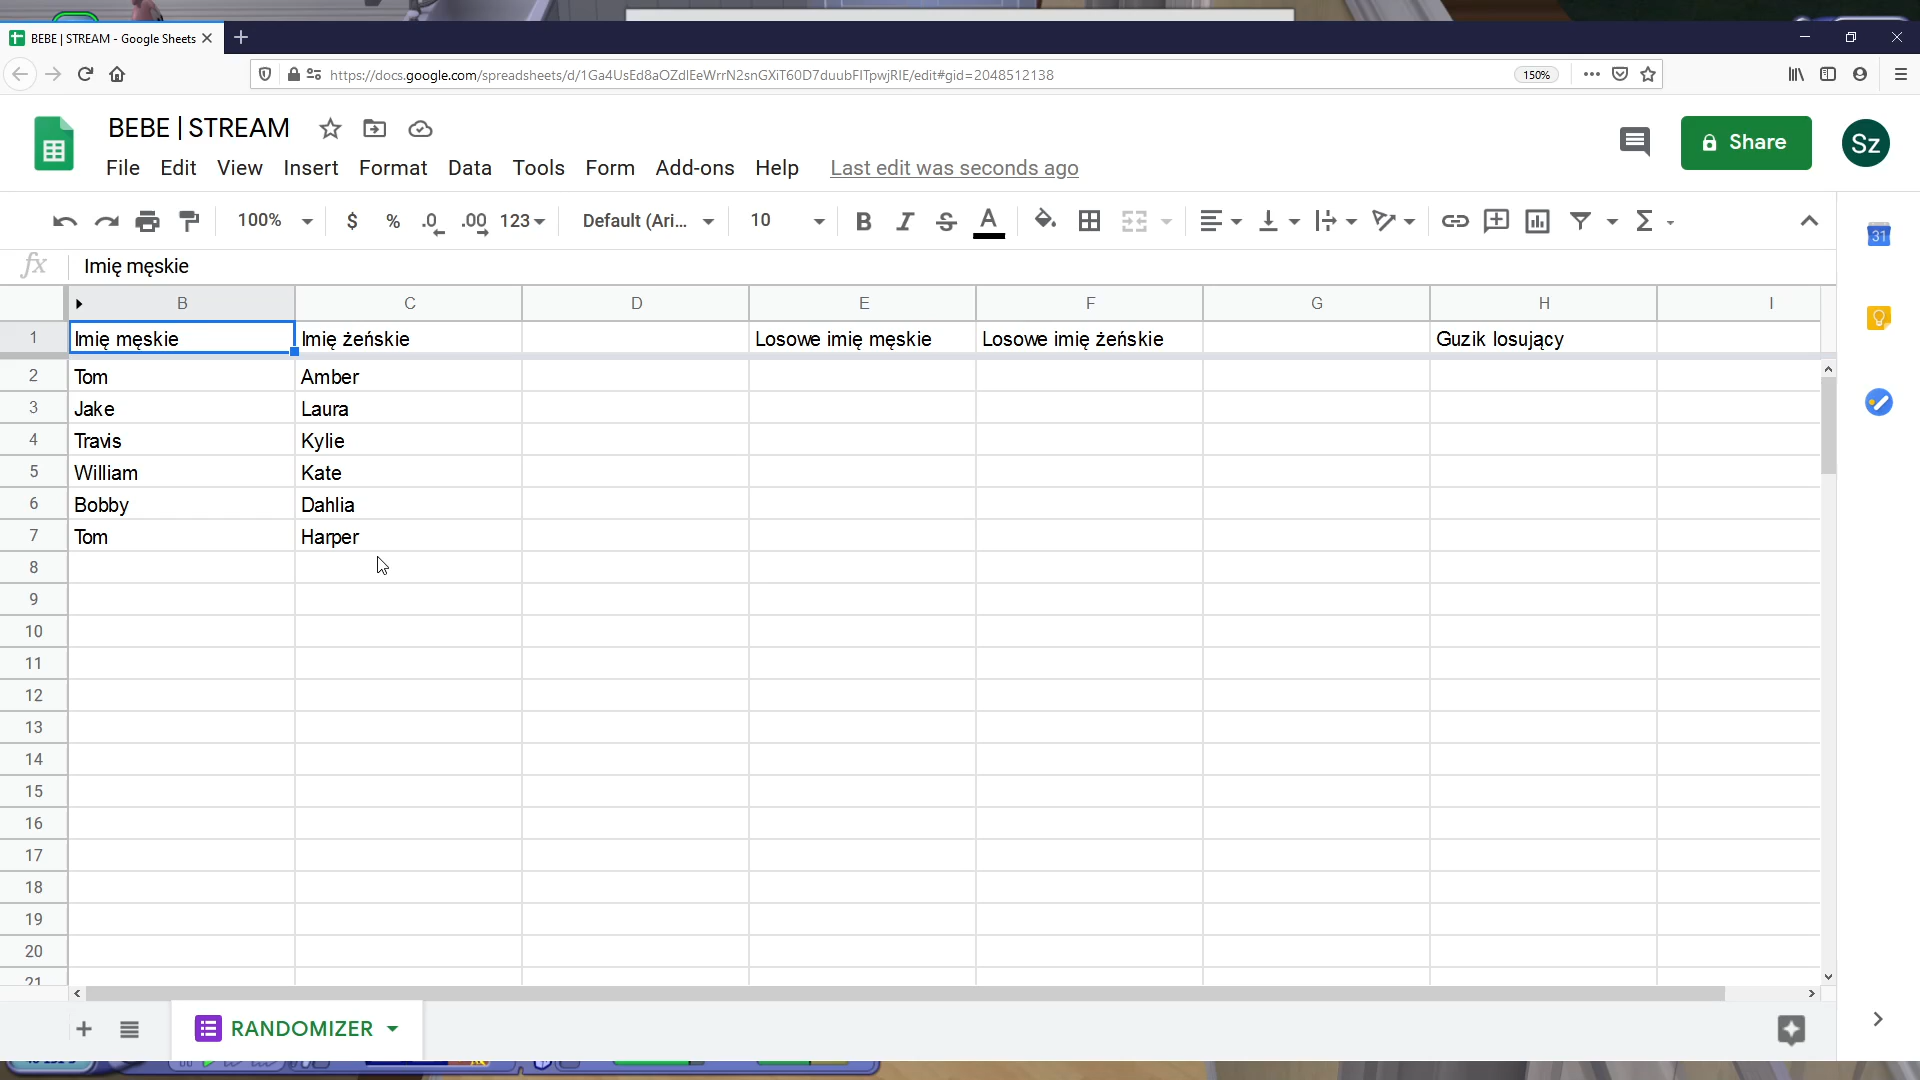 BEBE | STREAM - Google Sheets
https://docs.google.com/spreadsheets/d/1Ga4UsEd8aOZdlEeWrrN2snGXiT60D7duubFITpwjRIE/edit#gid=2048512138
150%
BEBE | STREAM
File Edit View Insert Format Data Tools Form Add-ons Help Last edit was seconds ago
Share
Sz
100% $ % .0 .00 123 Default (Ari... 10 B I S A
31
fx Imię męskie
B C D E F G H I
1 Imię męskie Imię żeńskie Losowe imię męskie Losowe imię żeńskie Guzik losujący
2 Tom Amber
3 Jake Laura
4 Travis Kylie
5 William Kate
6 Bobby Dahlia
7 Tom Harper
8
9
10
11
12
13
14
15
16
17
18
19
20
21
RANDOMIZER